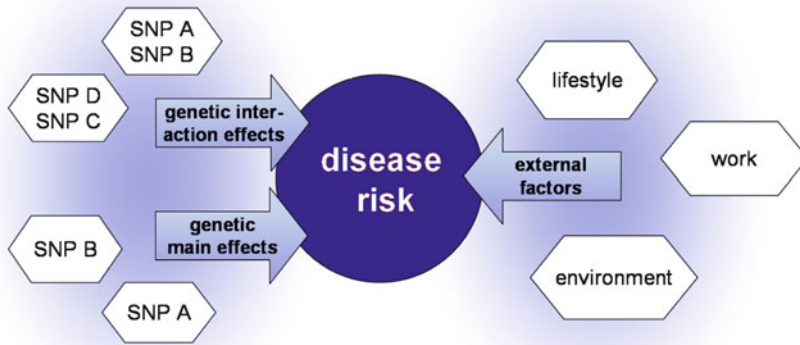 SNP A
SNP B
SNP D
SNP C
genetic inter-
action effects
SNP B
genetic
main effects
SNP A
disease
risk
lifestyle
external
factors
work
environment